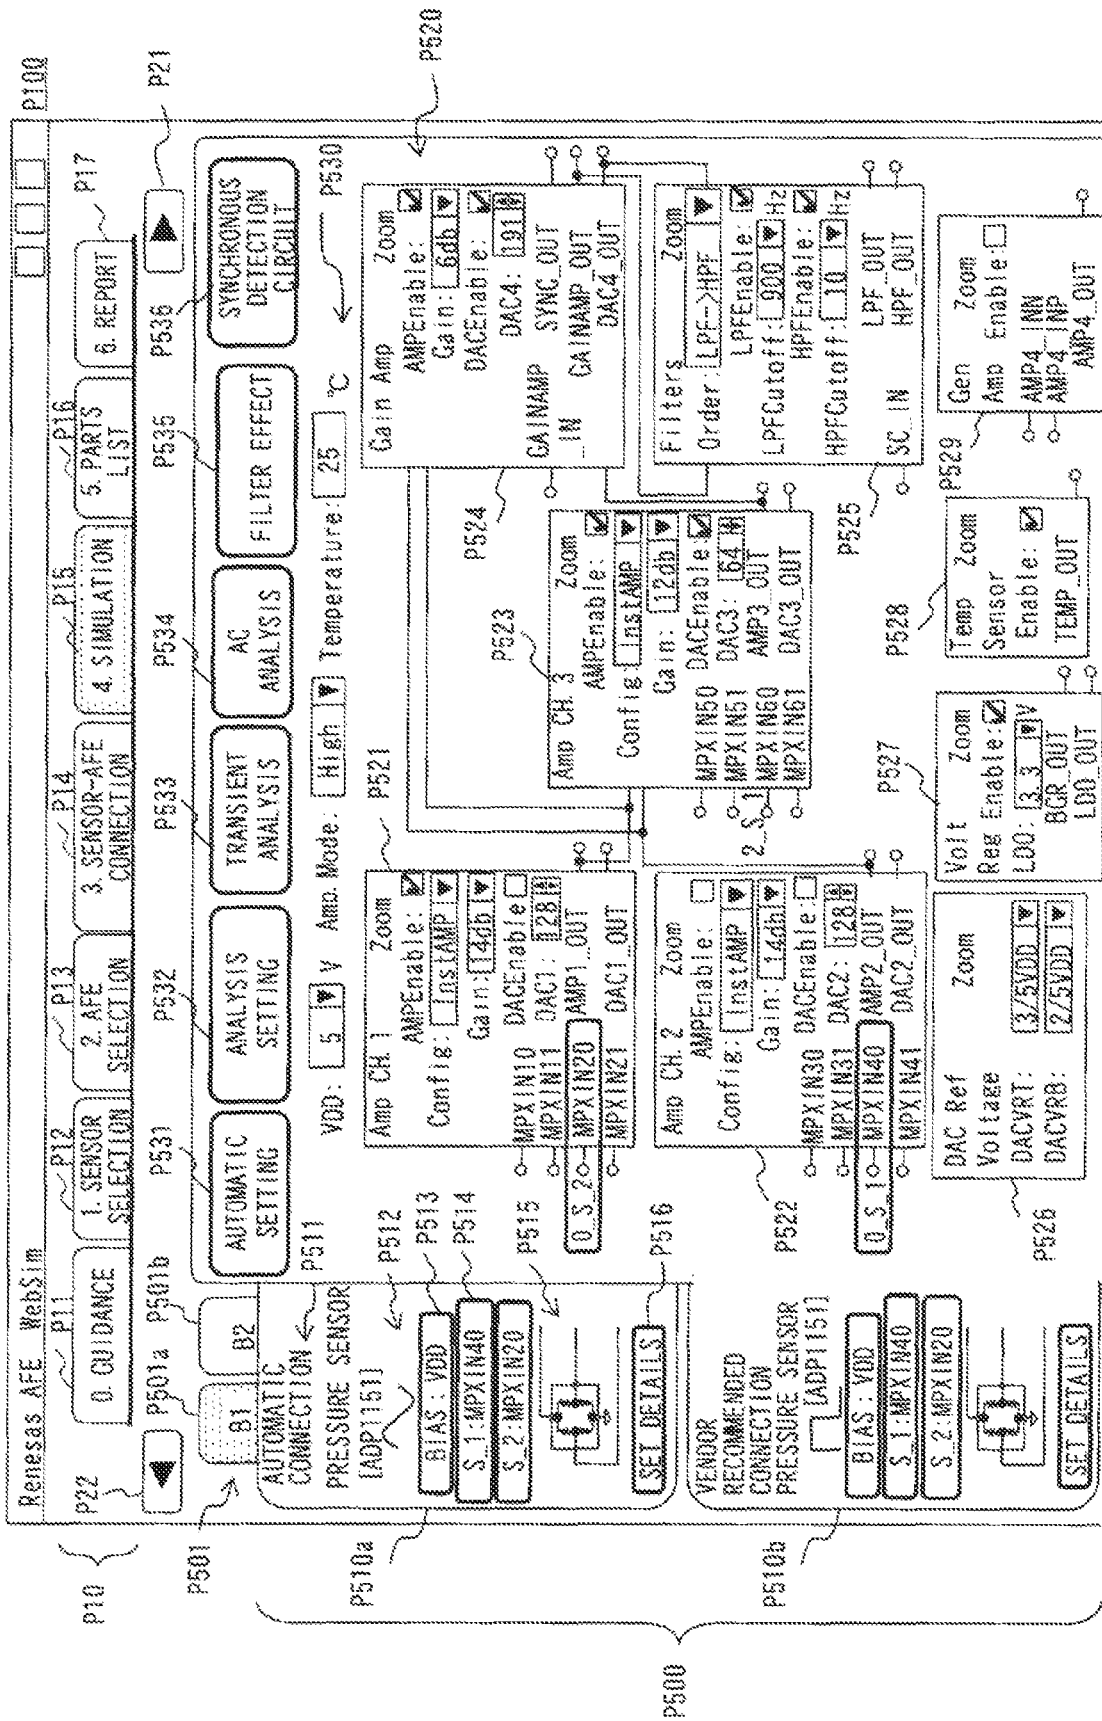 P100
Renesas AFE WebSim
P10
P11
P12
P13
P14
P15
P16
P17
0. GUIDANCE
1. SENSOR
SELECTION
2. AFE
SELECTION
3. SENSOR-AFE
CONNECTION
4. SIMULATION
5. PARTS
LIST
6. REPORT
P22
P21
P501
P501a
P501b
B1
B2
P531
P532
P533
P534
P535
P536
AUTOMATIC
SETTING
ANALYSIS
SETTING
TRANSIENT
ANALYSIS
AC
ANALYSIS
FILTER EFFECT
SYNCHRONOUS
DETECTION
CIRCUIT
VDD: 5 V Amp.Mode: High Temperature: 25 ℃
P530
P520
P500
P510a
AUTOMATIC
CONNECTION
P511
PRESSURE SENSOR
[ADP1151]
P512
P513
BIAS:VDD
P514
S_1:MPXIN40
S_2:MPXIN20
P515
P516
SET DETAILS
P510b
VENDOR
RECOMMENDED
CONNECTION
PRESSURE SENSOR
[ADP1151]
BIAS:VDD
S_1:MPXIN40
S_2:MPXIN20
SET DETAILS
P521
Amp CH.1 Zoom
AMPEnable:
Config: InstAMP
Gain: 14db
DACEnable
DAC1: 128
MPXIN10
MPXIN11
AMP1_OUT
0_S_2 MPXIN20
MPXIN21
DAC1_OUT
P522
Amp CH.2 Zoom
AMPEnable:
Config: InstAMP
Gain: 14db
DACEnable:
DAC2: 128
MPXIN30
MPXIN31
AMP2_OUT
0_S_1 MPXIN40
MPXIN41
DAC2_OUT
P523
Amp CH.3 Zoom
AMPEnable:
Config: InstAMP
Gain: 12db
DACEnable:
DAC3: 64
MPXIN50
MPXIN51
AMP3_OUT
2_S_1
MPXIN60
MPXIN61
DAC3_OUT
P524
Gain Amp Zoom
AMPEnable:
Gain: 6db
DACEnable:
DAC4: 191
GAINAMP
_IN
SYNC_OUT
GAINAMP_OUT
DAC4_OUT
P525
Filters Zoom
Order: LPF->HPF
LPFEnable:
LPFCutoff: 900 Hz
HPFEnable:
HPFCutoff: 10 Hz
SC_IN
LPF_OUT
HPF_OUT
P526
DAC Ref Zoom
Voltage
DACVRT: 3/5VDD
DACVRB: 2/5VDD
P527
Volt Zoom
Reg Enable:
LDO: 3.3 V
BGR_OUT
LDO_OUT
P528
Temp Zoom
Sensor
Enable:
TEMP_OUT
P529
Gen Zoom
Amp Enable:
AMP4_INN
AMP4_INP
AMP4_OUT